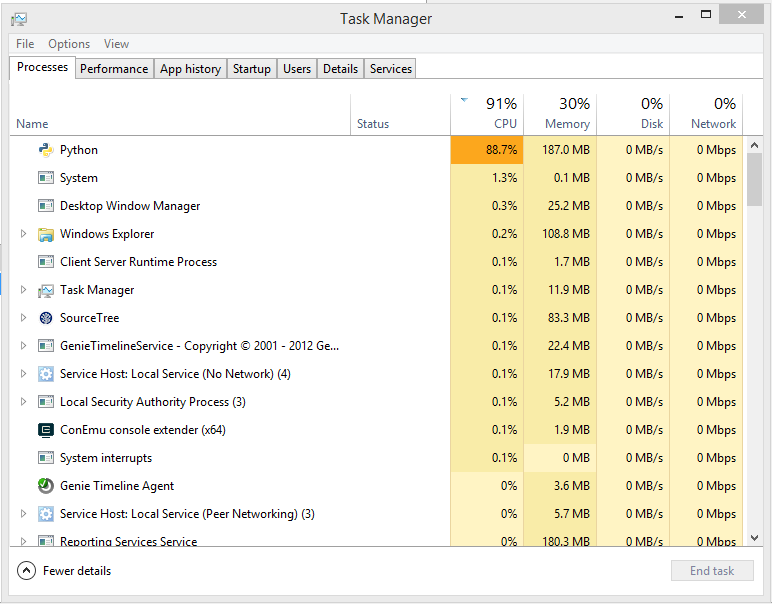 Task Manager
File Options View
Processes Performance App history Startup Users Details Services
91% 30% 0% 0%
Name Status CPU Memory Disk Network
Python 88.7% 187.0 MB 0 MB/s 0 Mbps
System 1.3% 0.1 MB 0 MB/s 0 Mbps
Desktop Window Manager 0.3% 25.2 MB 0 MB/s 0 Mbps
Windows Explorer 0.2% 108.8 MB 0 MB/s 0 Mbps
Client Server Runtime Process 0.1% 1.7 MB 0 MB/s 0 Mbps
Task Manager 0.1% 11.9 MB 0 MB/s 0 Mbps
SourceTree 0.1% 83.3 MB 0 MB/s 0 Mbps
GenieTimelineService - Copyright © 2001 - 2012 Ge... 0.1% 22.4 MB 0 MB/s 0 Mbps
Service Host: Local Service (No Network) (4) 0.1% 17.9 MB 0 MB/s 0 Mbps
Local Security Authority Process (3) 0.1% 5.2 MB 0 MB/s 0 Mbps
ConEmu console extender (x64) 0.1% 1.9 MB 0 MB/s 0 Mbps
System interrupts 0.1% 0 MB 0 MB/s 0 Mbps
Genie Timeline Agent 0% 3.6 MB 0 MB/s 0 Mbps
Service Host: Local Service (Peer Networking) (3) 0% 5.7 MB 0 MB/s 0 Mbps
Reporting Services Service 0% 180.3 MB 0 MB/s 0 Mbps
Fewer details End task